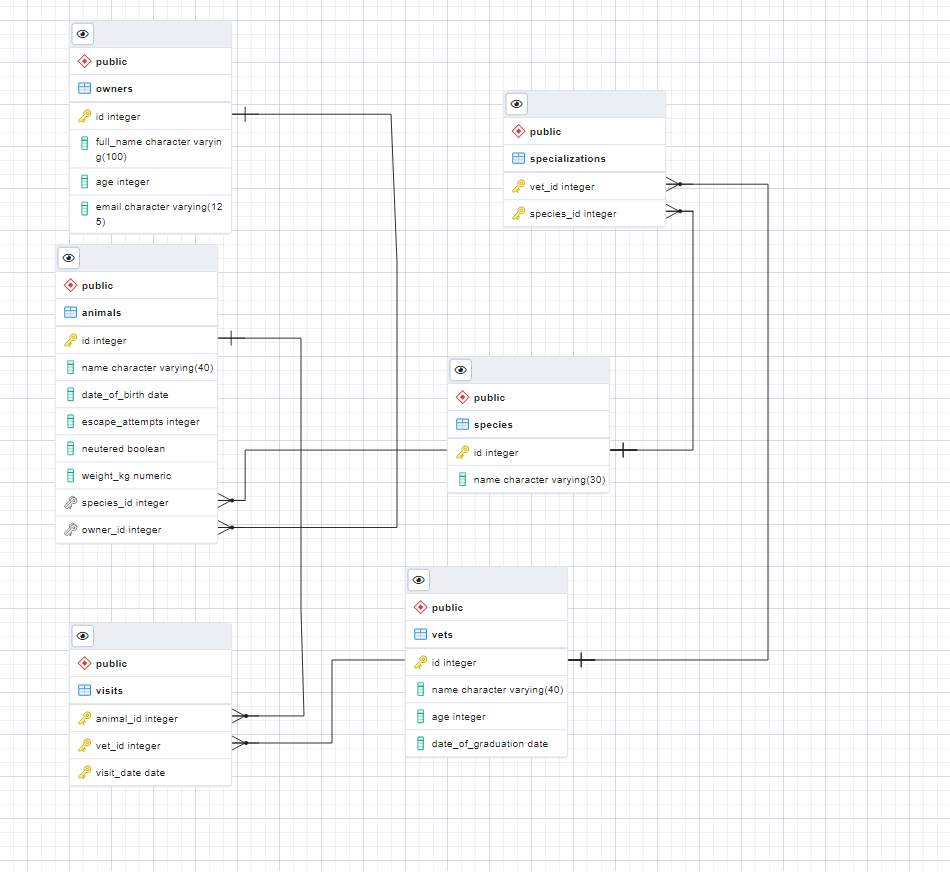 public
owners
id integer
full_name character varyin
g(100)
age integer
email character varying(12
5)
public
animals
id integer
name character varying(40)
date_of_birth date
escape_attempts integer
neutered boolean
weight_kg numeric
species_id integer
owner_id integer
public
visits
animal_id integer
vet_id integer
visit_date date
public
specializations
vet_id integer
species_id integer
public
species
id integer
name character varying(30)
public
vets
id integer
name character varying(40)
age integer
date_of_graduation date